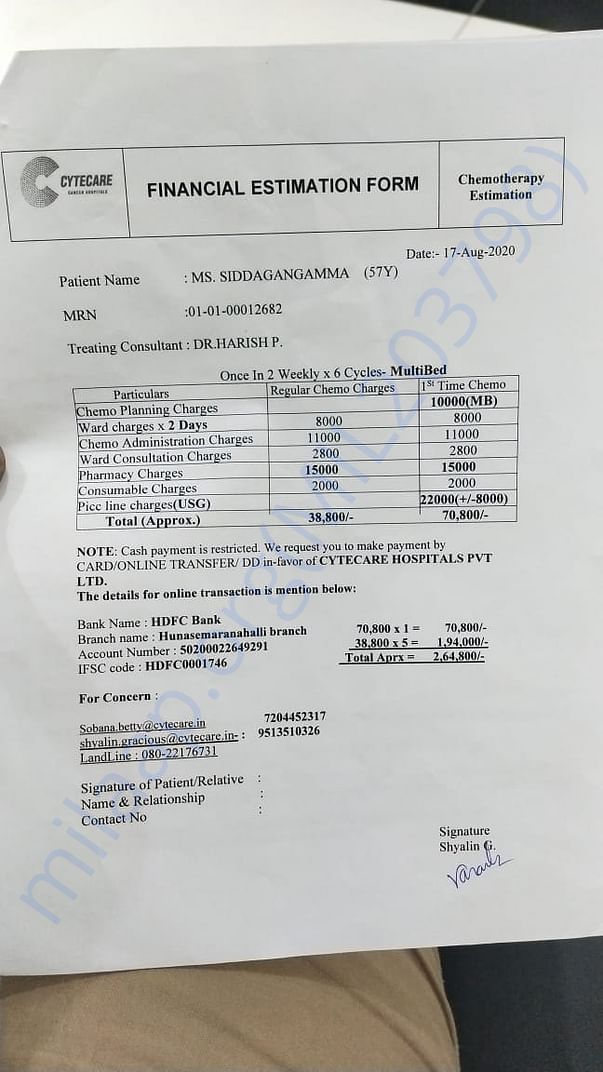 CYTECARE
CANCER HOSPITALS
FINANCIAL ESTIMATION FORM
Chemotherapy
Estimation
Date:- 17-Aug-2020
Patient Name : MS. SIDDAGANGAMMA (57Y)
MRN :01-01-00012682
Treating Consultant : DR.HARISH P.
Once In 2 Weekly x 6 Cycles- MultiBed
Particulars Regular Chemo Charges 1St Time Chemo
Chemo Planning Charges 10000(MB)
Ward charges x 2 Days 8000 8000
Chemo Administration Charges 11000 11000
Ward Consultation Charges 2800 2800
Pharmacy Charges 15000 15000
Consumable Charges 2000 2000
Picc line charges(USG) 22000(+/-8000)
Total (Approx.) 38,800/- 70,800/-
NOTE: Cash payment is restricted. We request you to make payment by
CARD/ONLINE TRANSFER/ DD in-favor of CYTECARE HOSPITALS PVT
LTD.
The details for online transaction is mention below:
Bank Name : HDFC Bank
Branch name : Hunasemaranahalli branch
Account Number : 50200022649291
IFSC code : HDFC0001746
70,800 x 1 = 70,800/-
38,800 x 5 = 1,94,000/-
Total Aprx = 2,64,800/-
For Concern :
Sobana.betty@cytecare.in 7204452317
shyalin.gracious@cytecare.in- : 9513510326
LandLine : 080-22176731
Signature of Patient/Relative :
Name & Relationship :
Contact No :
Signature
Shyalin G.
milaap.org(MIL203798)